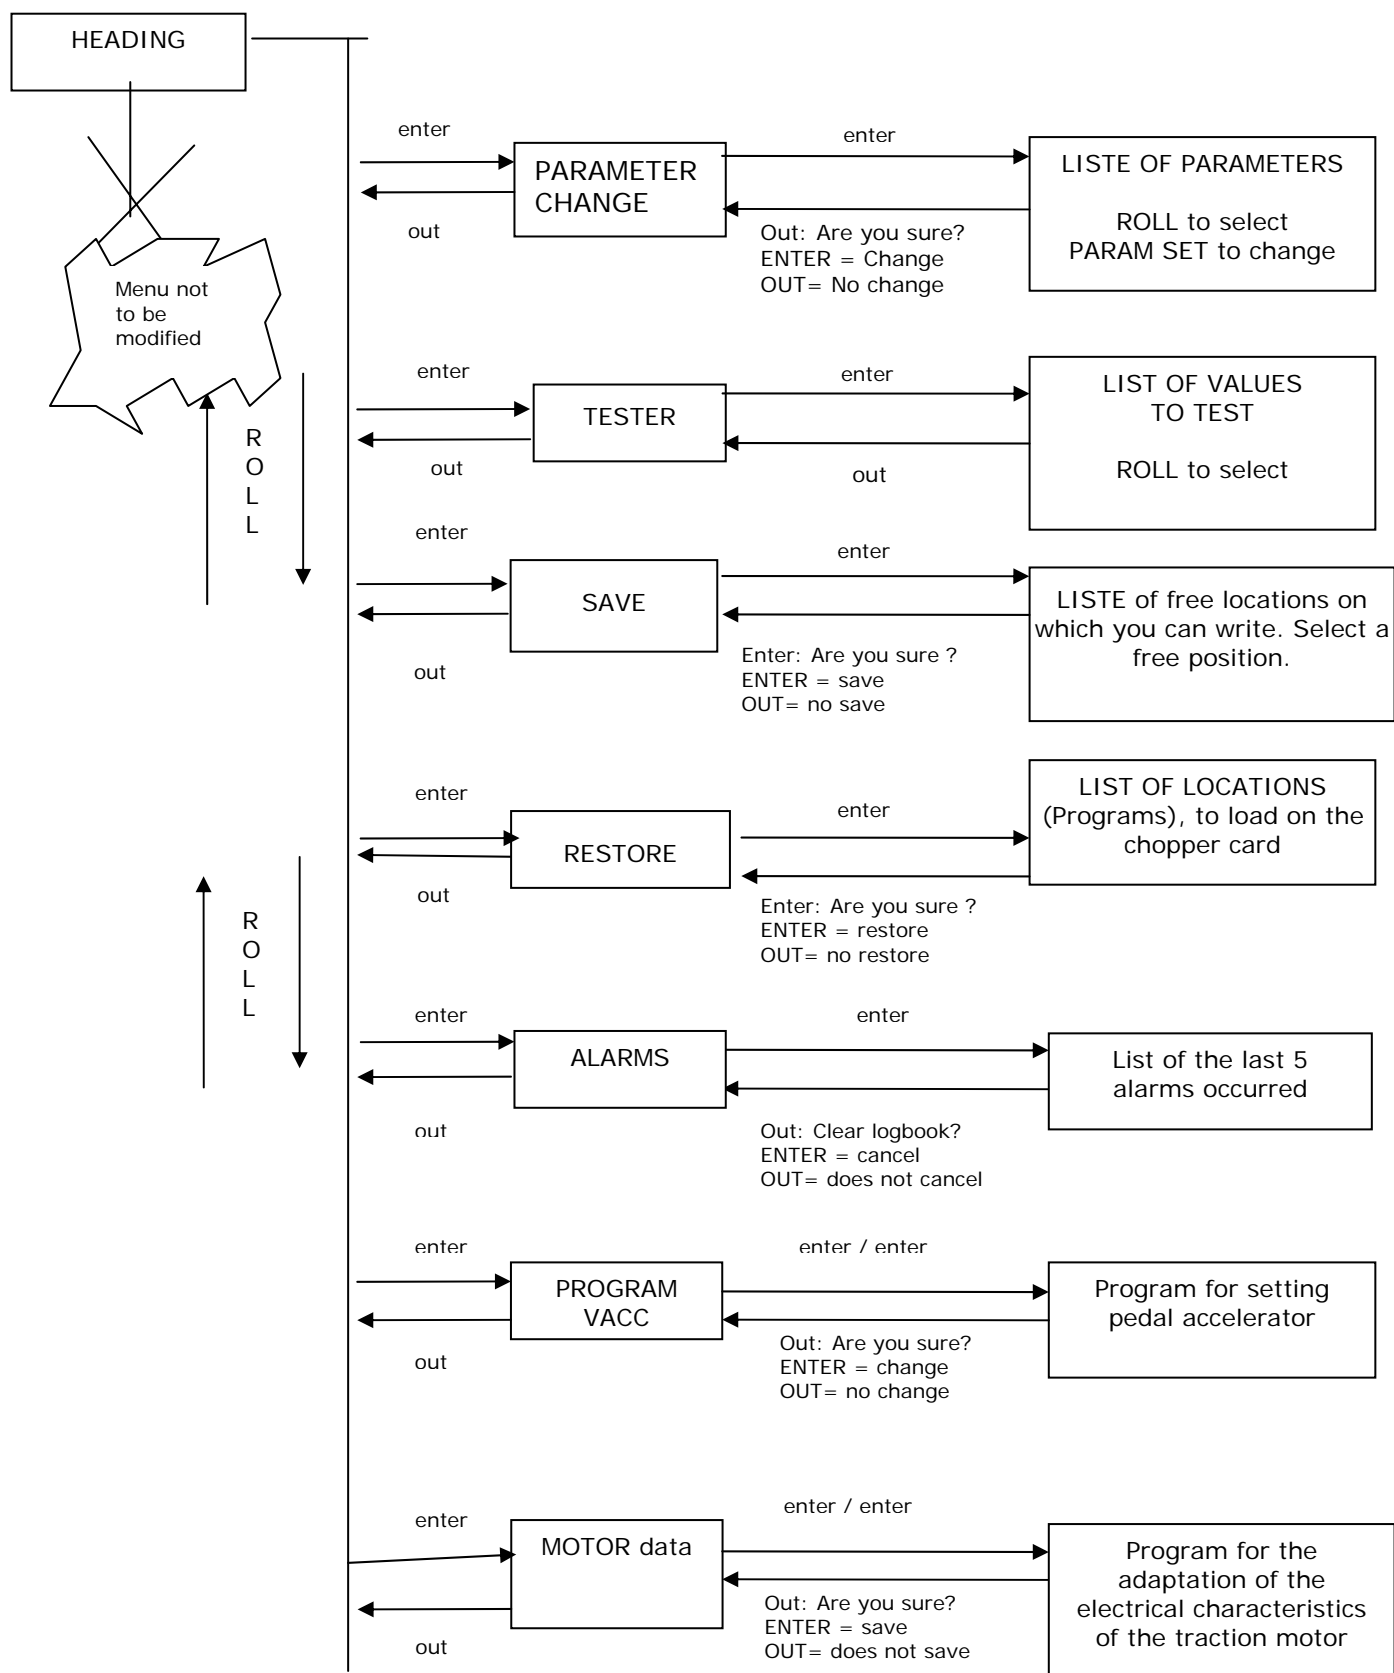 HEADING
enter
PARAMETER
CHANGE
out
enter
Out: Are you sure?
ENTER = Change
OUT= No change
LISTE OF PARAMETERS
ROLL to select
PARAM SET to change
Menu not
to be
modified
R
O
L
L
enter
TESTER
out
enter
out
LIST OF VALUES
TO TEST
ROLL to select
enter
SAVE
out
enter
Enter: Are you sure ?
ENTER = save
OUT= no save
LISTE of free locations on
which you can write. Select a
free position.
enter
RESTORE
out
enter
Enter: Are you sure ?
ENTER = restore
OUT= no restore
LIST OF LOCATIONS
(Programs), to load on the
chopper card
R
O
L
L
enter
ALARMS
out
enter
Out: Clear logbook?
ENTER = cancel
OUT= does not cancel
List of the last 5
alarms occurred
enter
PROGRAM
VACC
out
enter / enter
Out: Are you sure?
ENTER = change
OUT= no change
Program for setting
pedal accelerator
enter
MOTOR data
out
enter / enter
Out: Are you sure?
ENTER = save
OUT= does not save
Program for the
adaptation of the
electrical characteristics
of the traction motor